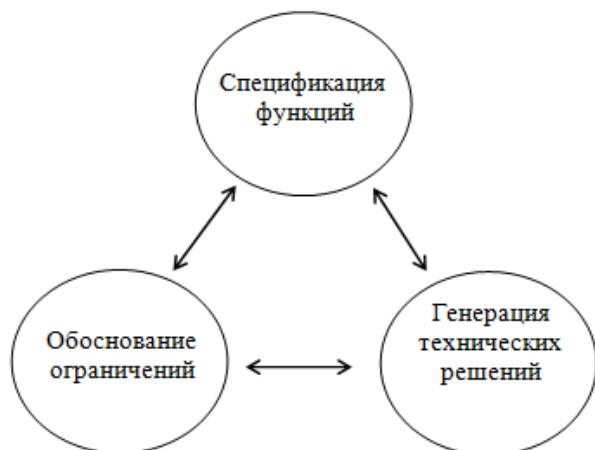 Спецификация
функций
Обоснование
ограничений
Генерация
технических
решений